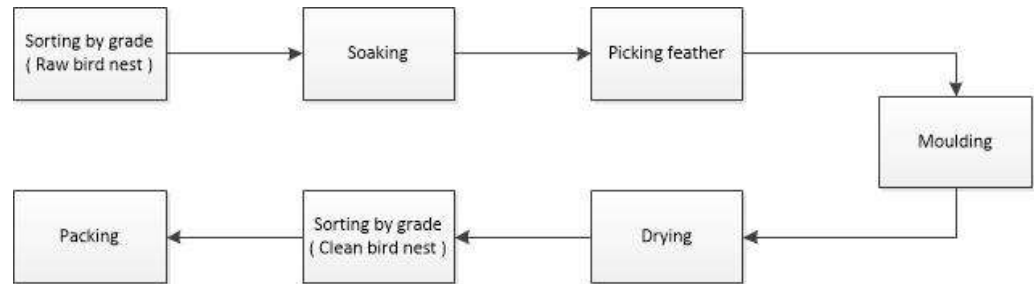 Sorting by grade
( Raw bird nest )
Soaking
Picking feather
Moulding
Drying
Sorting by grade
( Clean bird nest )
Packing